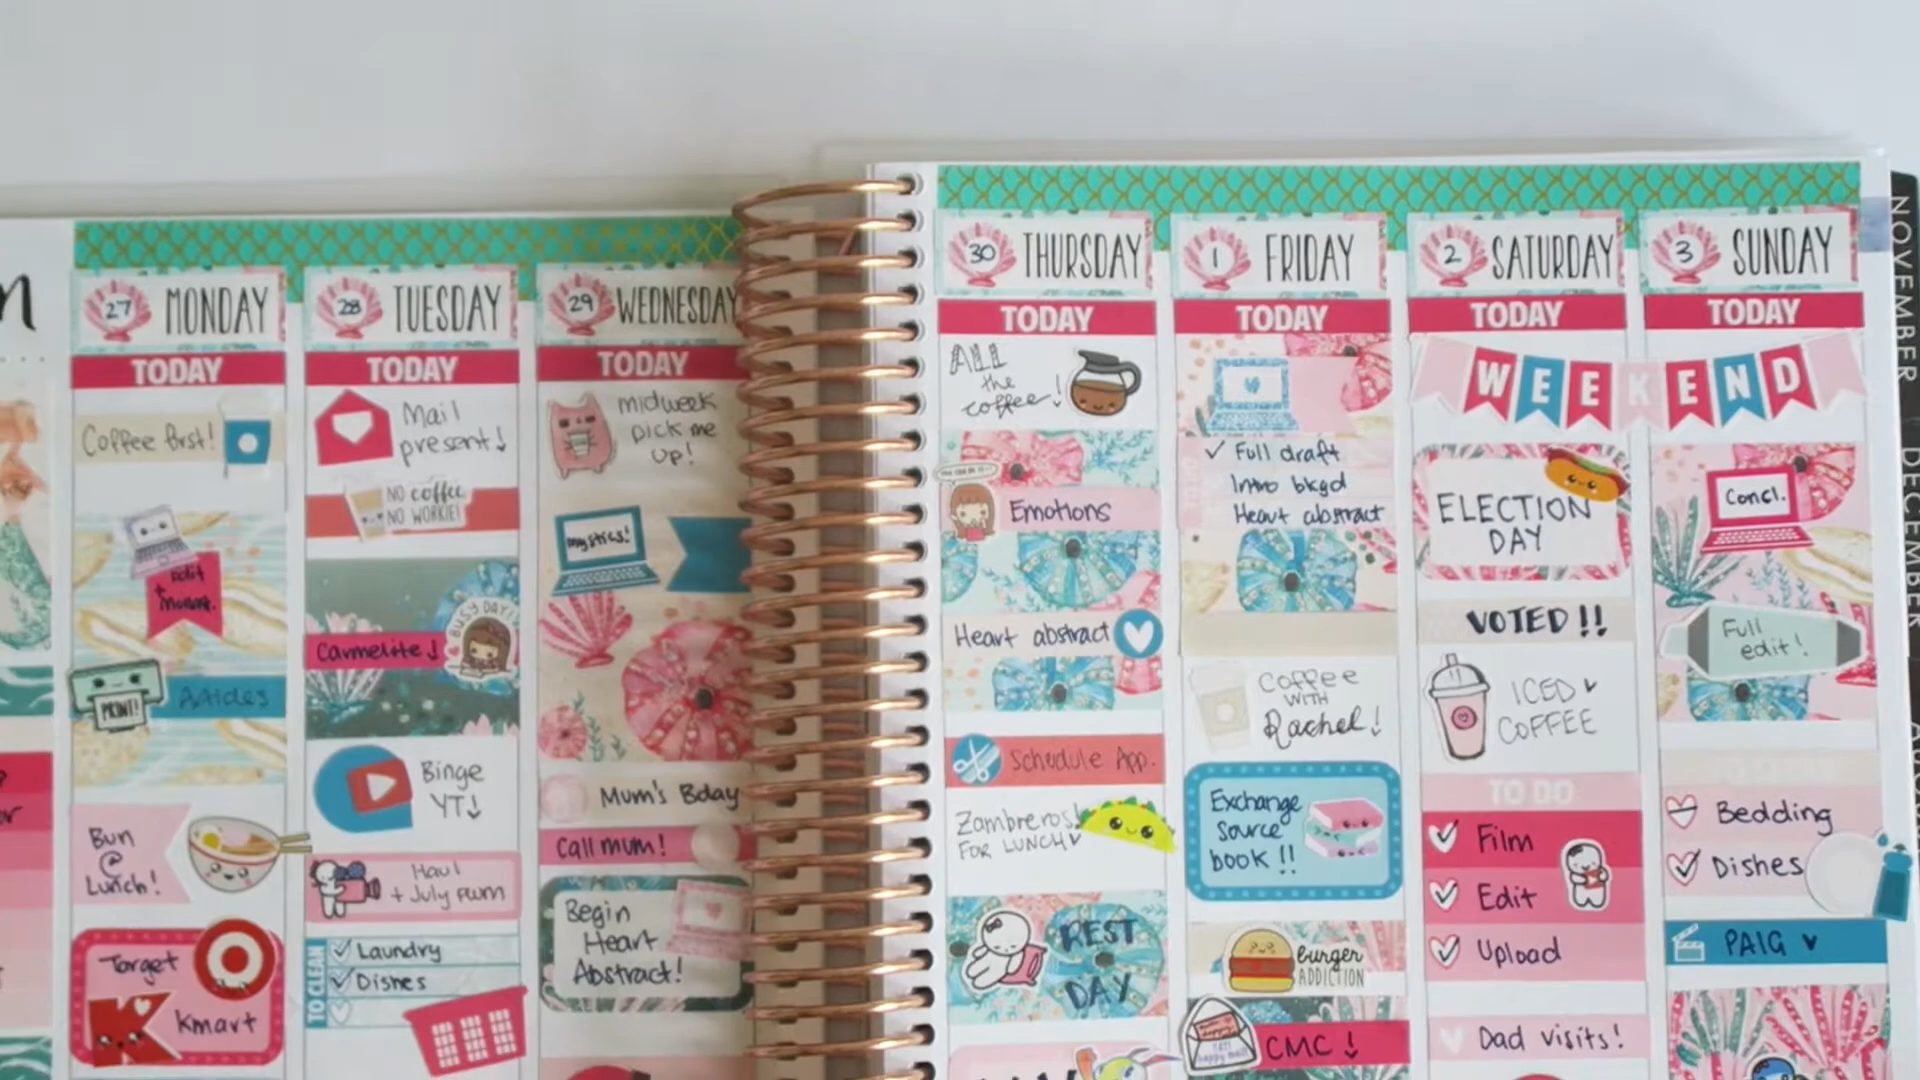 27 MONDAY
TODAY
Coffee first!
edit
PRINT!
Articles
Bun
@
Lunch!
Target
Kmart
28 TUESDAY
TODAY
Mail
present!
NO coffee
NO WORKIE!
BUSY DAY!
Carmelite!
Binge
YT!
Haul
+ July pwm
TO CLEAN
Laundry
Dishes
29 WEDNESDAY
TODAY
midweek
pick me
up!
mystics!
Mum's Bday
Call mum!
Begin
Heart
Abstract!
30 THURSDAY
TODAY
ALL
the
coffee!
Emotions
Heart abstract
Schedule App.
Zambreros!
FOR LUNCH
REST
DAY
1 FRIDAY
TODAY
Full draft
Intro bkgd
Heart abstract
Coffee
WITH
Rachel!
Exchange
source
book!!
burger
ADDICTION
happy mail
CMC!
2 SATURDAY
TODAY
WEEKEND
ELECTION
DAY
VOTED!!
ICED
COFFEE
TO DO
Film
Edit
Upload
Dad visits!
3 SUNDAY
TODAY
Concl.
Full
edit!
Bedding
Dishes
PAIG
NOVEMBER
DECEMBER